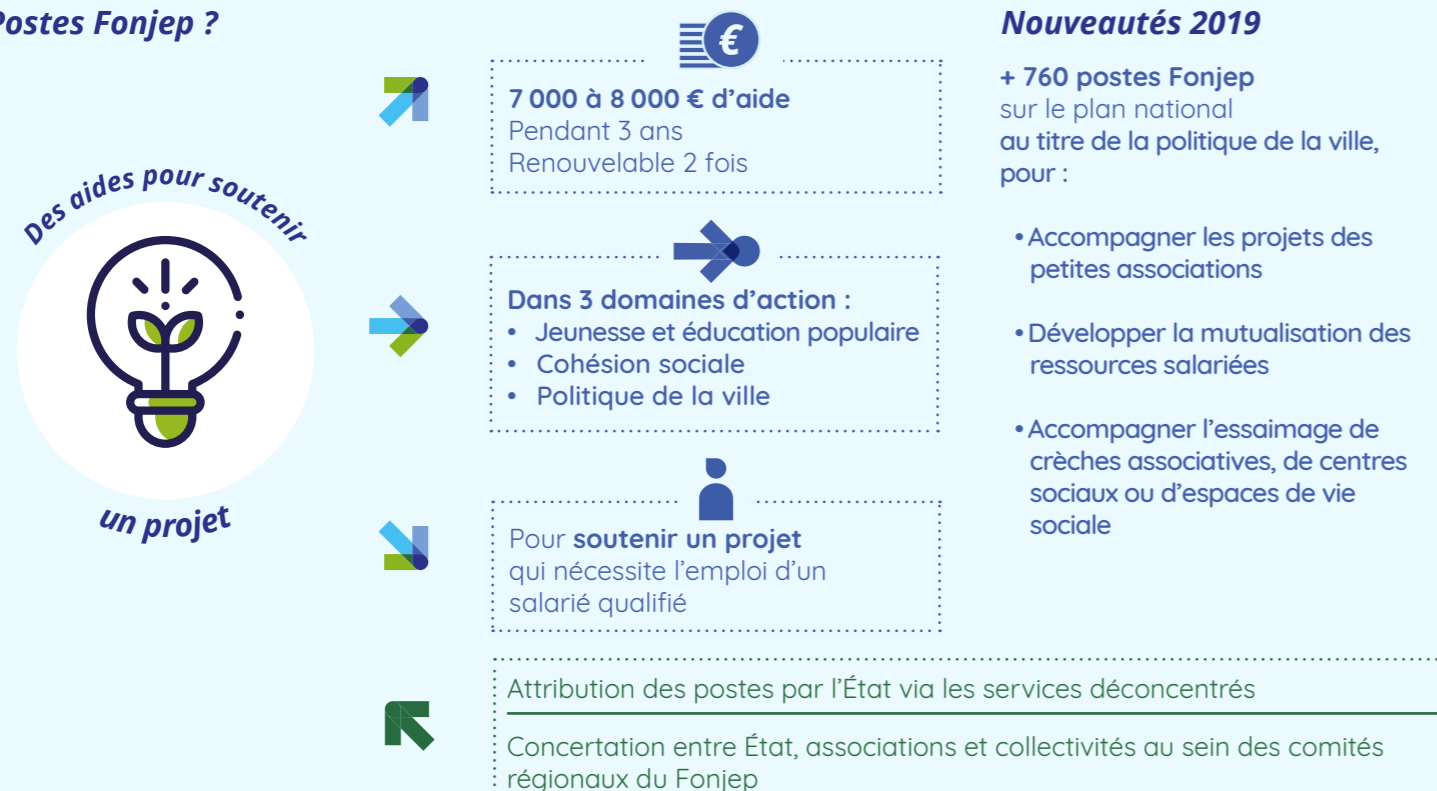 Postes Fonjep ?
Des aides pour soutenir
un projet
€
7 000 à 8 000 € d’aide
Pendant 3 ans
Renouvelable 2 fois
Dans 3 domaines d’action :
• Jeunesse et éducation populaire
• Cohésion sociale
• Politique de la ville
Pour soutenir un projet
qui nécessite l’emploi d’un
salarié qualifié
Attribution des postes par l’État via les services déconcentrés
Concertation entre État, associations et collectivités au sein des comités
régionaux du Fonjep
Nouveautés 2019
+ 760 postes Fonjep
sur le plan national
au titre de la politique de la ville,
pour :
• Accompagner les projets des
petites associations
• Développer la mutualisation des
ressources salariées
• Accompagner l’essaimage de
crèches associatives, de centres
sociaux ou d’espaces de vie
sociale